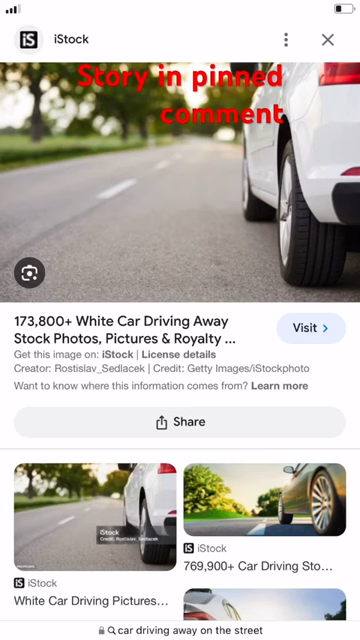 iStock
Story in pinned
comment
173,800+ White Car Driving Away
Stock Photos, Pictures & Royalty ...
Visit
Get this image on: iStock | License details
Creator: Rostislav_Sedlacek | Credit: Getty Images/iStockphoto
Want to know where this information comes from? Learn more
Share
iStock
Credit: Rostislav_Sedlacek
iStock
White Car Driving Pictures...
iStock
769,900+ Car Driving Sto...
car driving away on the street